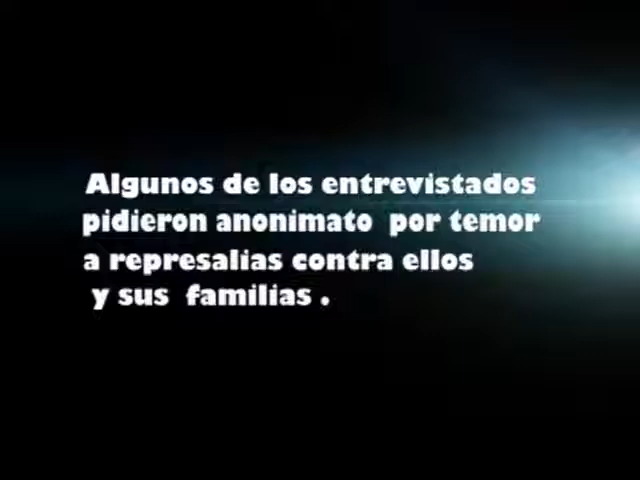 Algunos de los entrevistados
pidieron anonimato por temor
a represalias contra ellos
y sus familias .